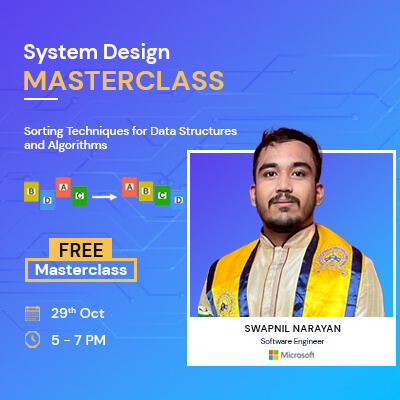 System Design
MASTERCLASS
Sorting Techniques for Data Structures
and Algorithms
B D A C A B C D
FREE
Masterclass
29th Oct
5 - 7 PM
SWAPNIL NARAYAN
Software Engineer
Microsoft